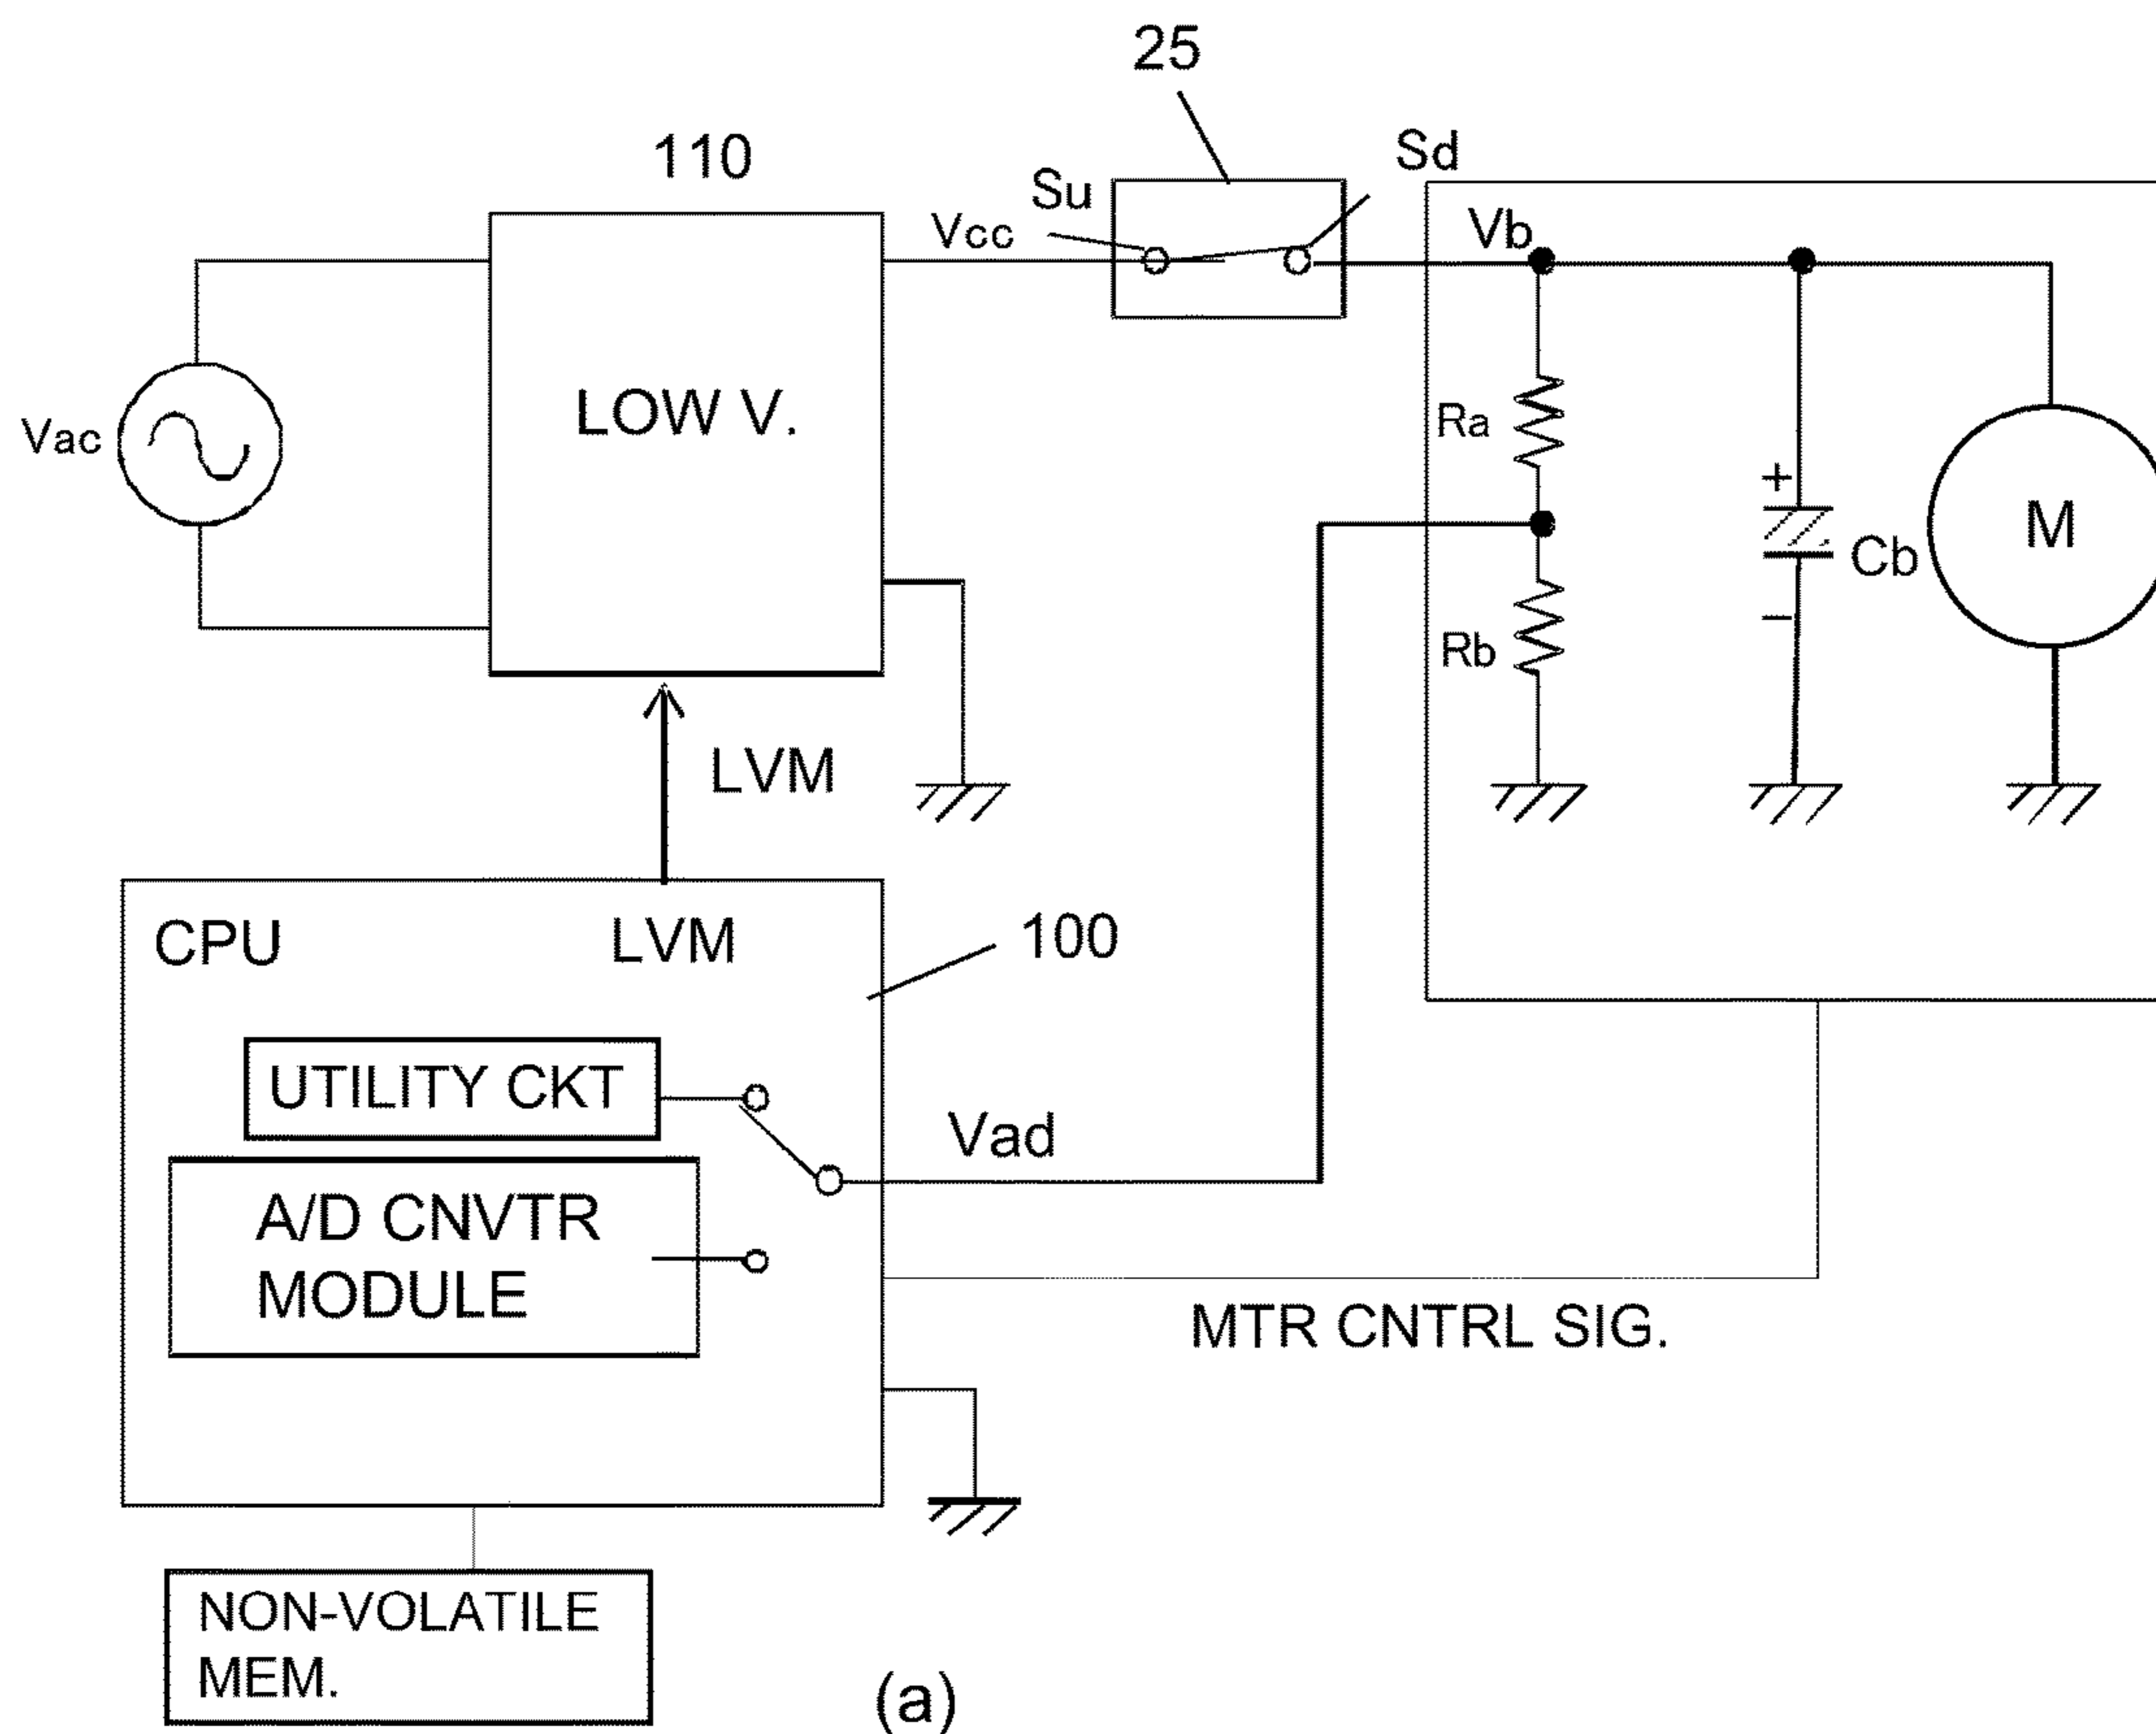 25
110
Su
Sd
Vcc
Vb
Vac
LOW V.
Ra
+
Cb
−
M
Rb
LVM
CPU
LVM
100
UTILITY CKT
Vad
A/D CNVTR
MODULE
MTR CNTRL SIG.
NON-VOLATILE
MEM.
(a)